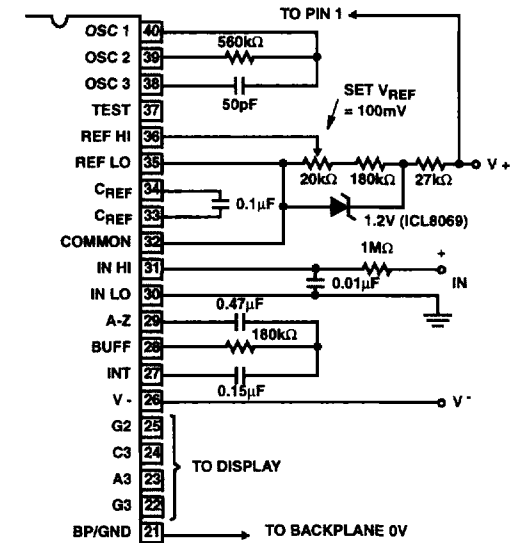 TO PIN 1
OSC 1 40
560kΩ
OSC 2 39
OSC 3 38
50pF
TEST 37
SET VREF
= 100mV
REF HI 36
REF LO 35
V +
20kΩ 180kΩ 27kΩ
CREF 34
0.1µF
CREF 33
1.2V (ICL8069)
COMMON 32
1MΩ
IN HI 31
+
0.01µF
IN
IN LO 30
-
0.47µF
A-Z 29
180kΩ
BUFF 28
INT 27
0.15µF
V - 26
V -
G2 25
C3 24
TO DISPLAY
A3 23
G3 22
BP/GND 21
TO BACKPLANE 0V